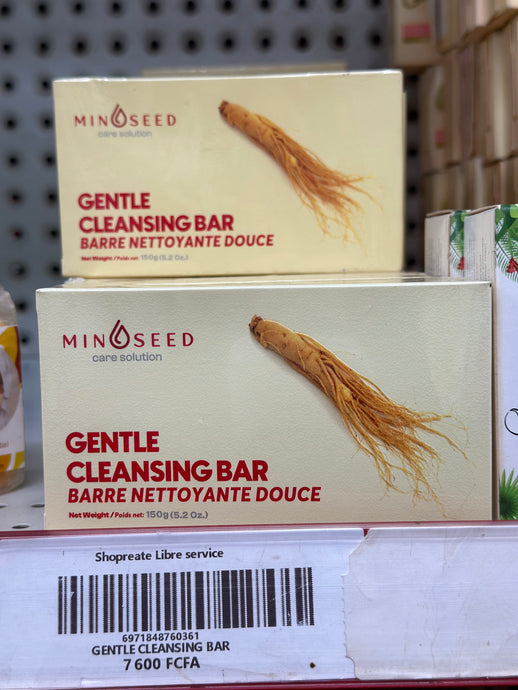 MINSEED
care solution
GENTLE
CLEANSING BAR
BARRE NETTOYANTE DOUCE
Net Weight / Poids net: 150g (5.2 Oz.)
MINSEED
care solution
GENTLE
CLEANSING BAR
BARRE NETTOYANTE DOUCE
Net Weight / Poids net: 150g (5.2 Oz.)
Shopreate Libre service
6971848760361
GENTLE CLEANSING BAR
7 600 FCFA